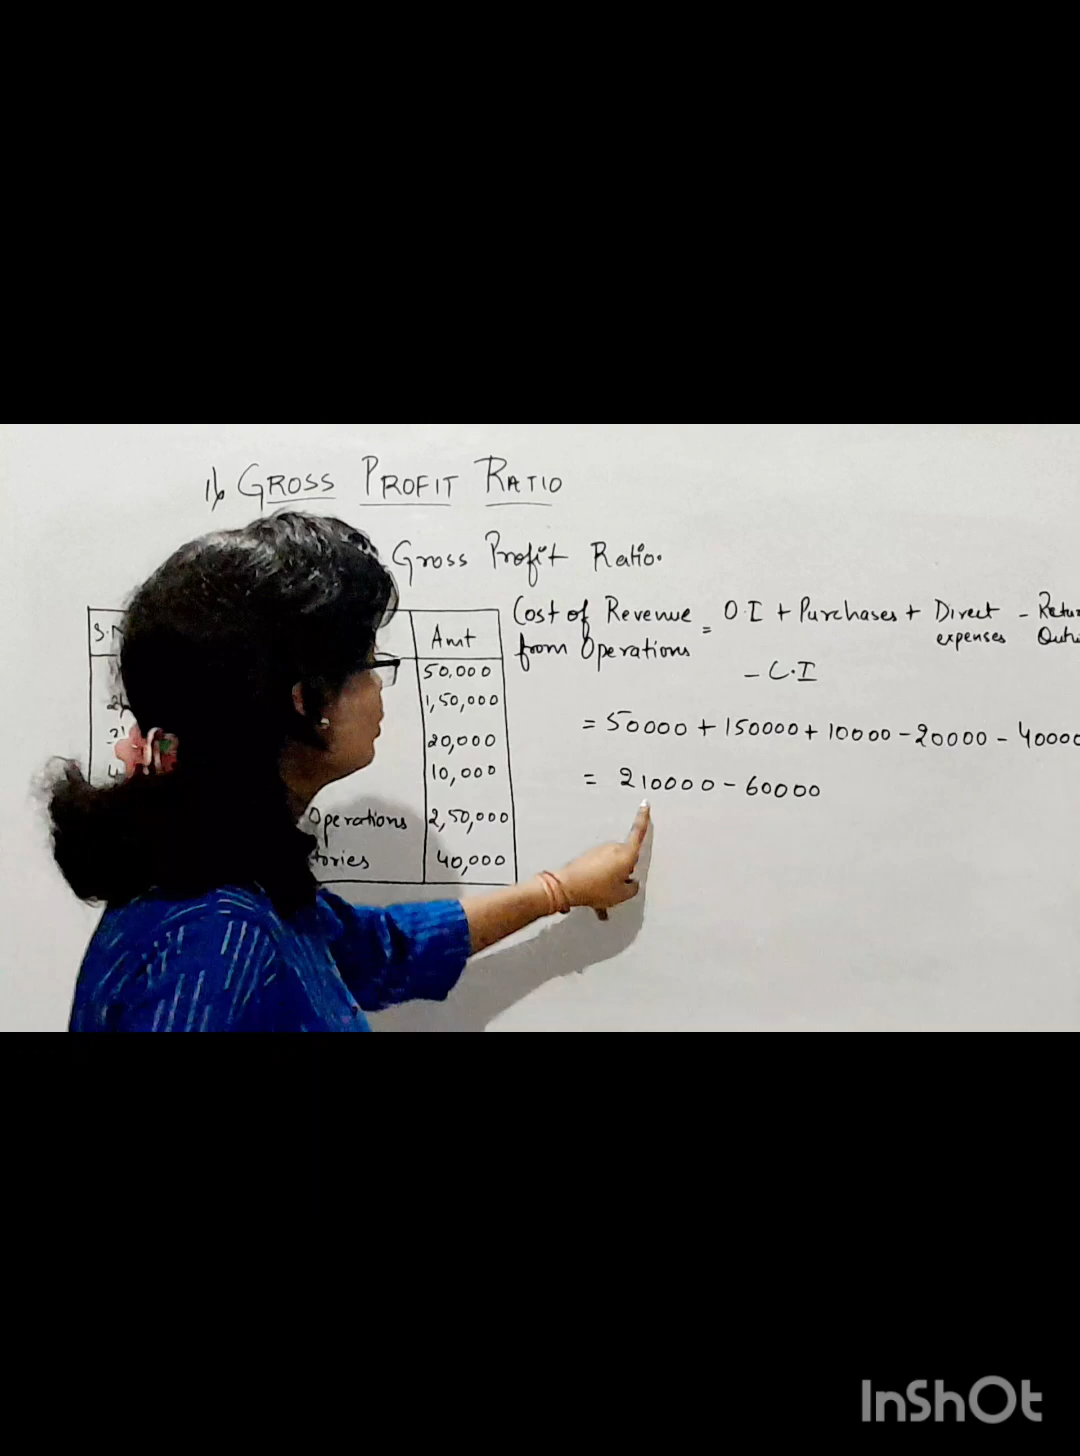 1) GROSS PROFIT RATIO
Gross Profit Ratio.
Amt
50,000
1,50,000
20,000
10,000
Operations 2,50,000
40,000
Cost of Revenue from Operations = O.I + Purchases + Direct expenses -
- C.I
= 50000 + 150000 + 10000 - 20000 - 40000
= 210000 - 60000
InShOt